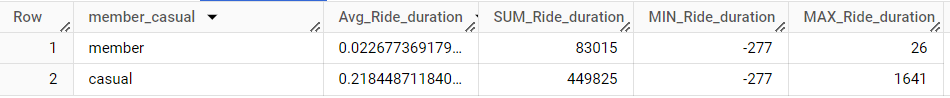 Row member_casual Avg_Ride_duration SUM_Ride_duration MIN_Ride_duration MAX_Ride_duration
1 member 0.022677369179... 83015 -277 26
2 casual 0.218448711840... 449825 -277 1641